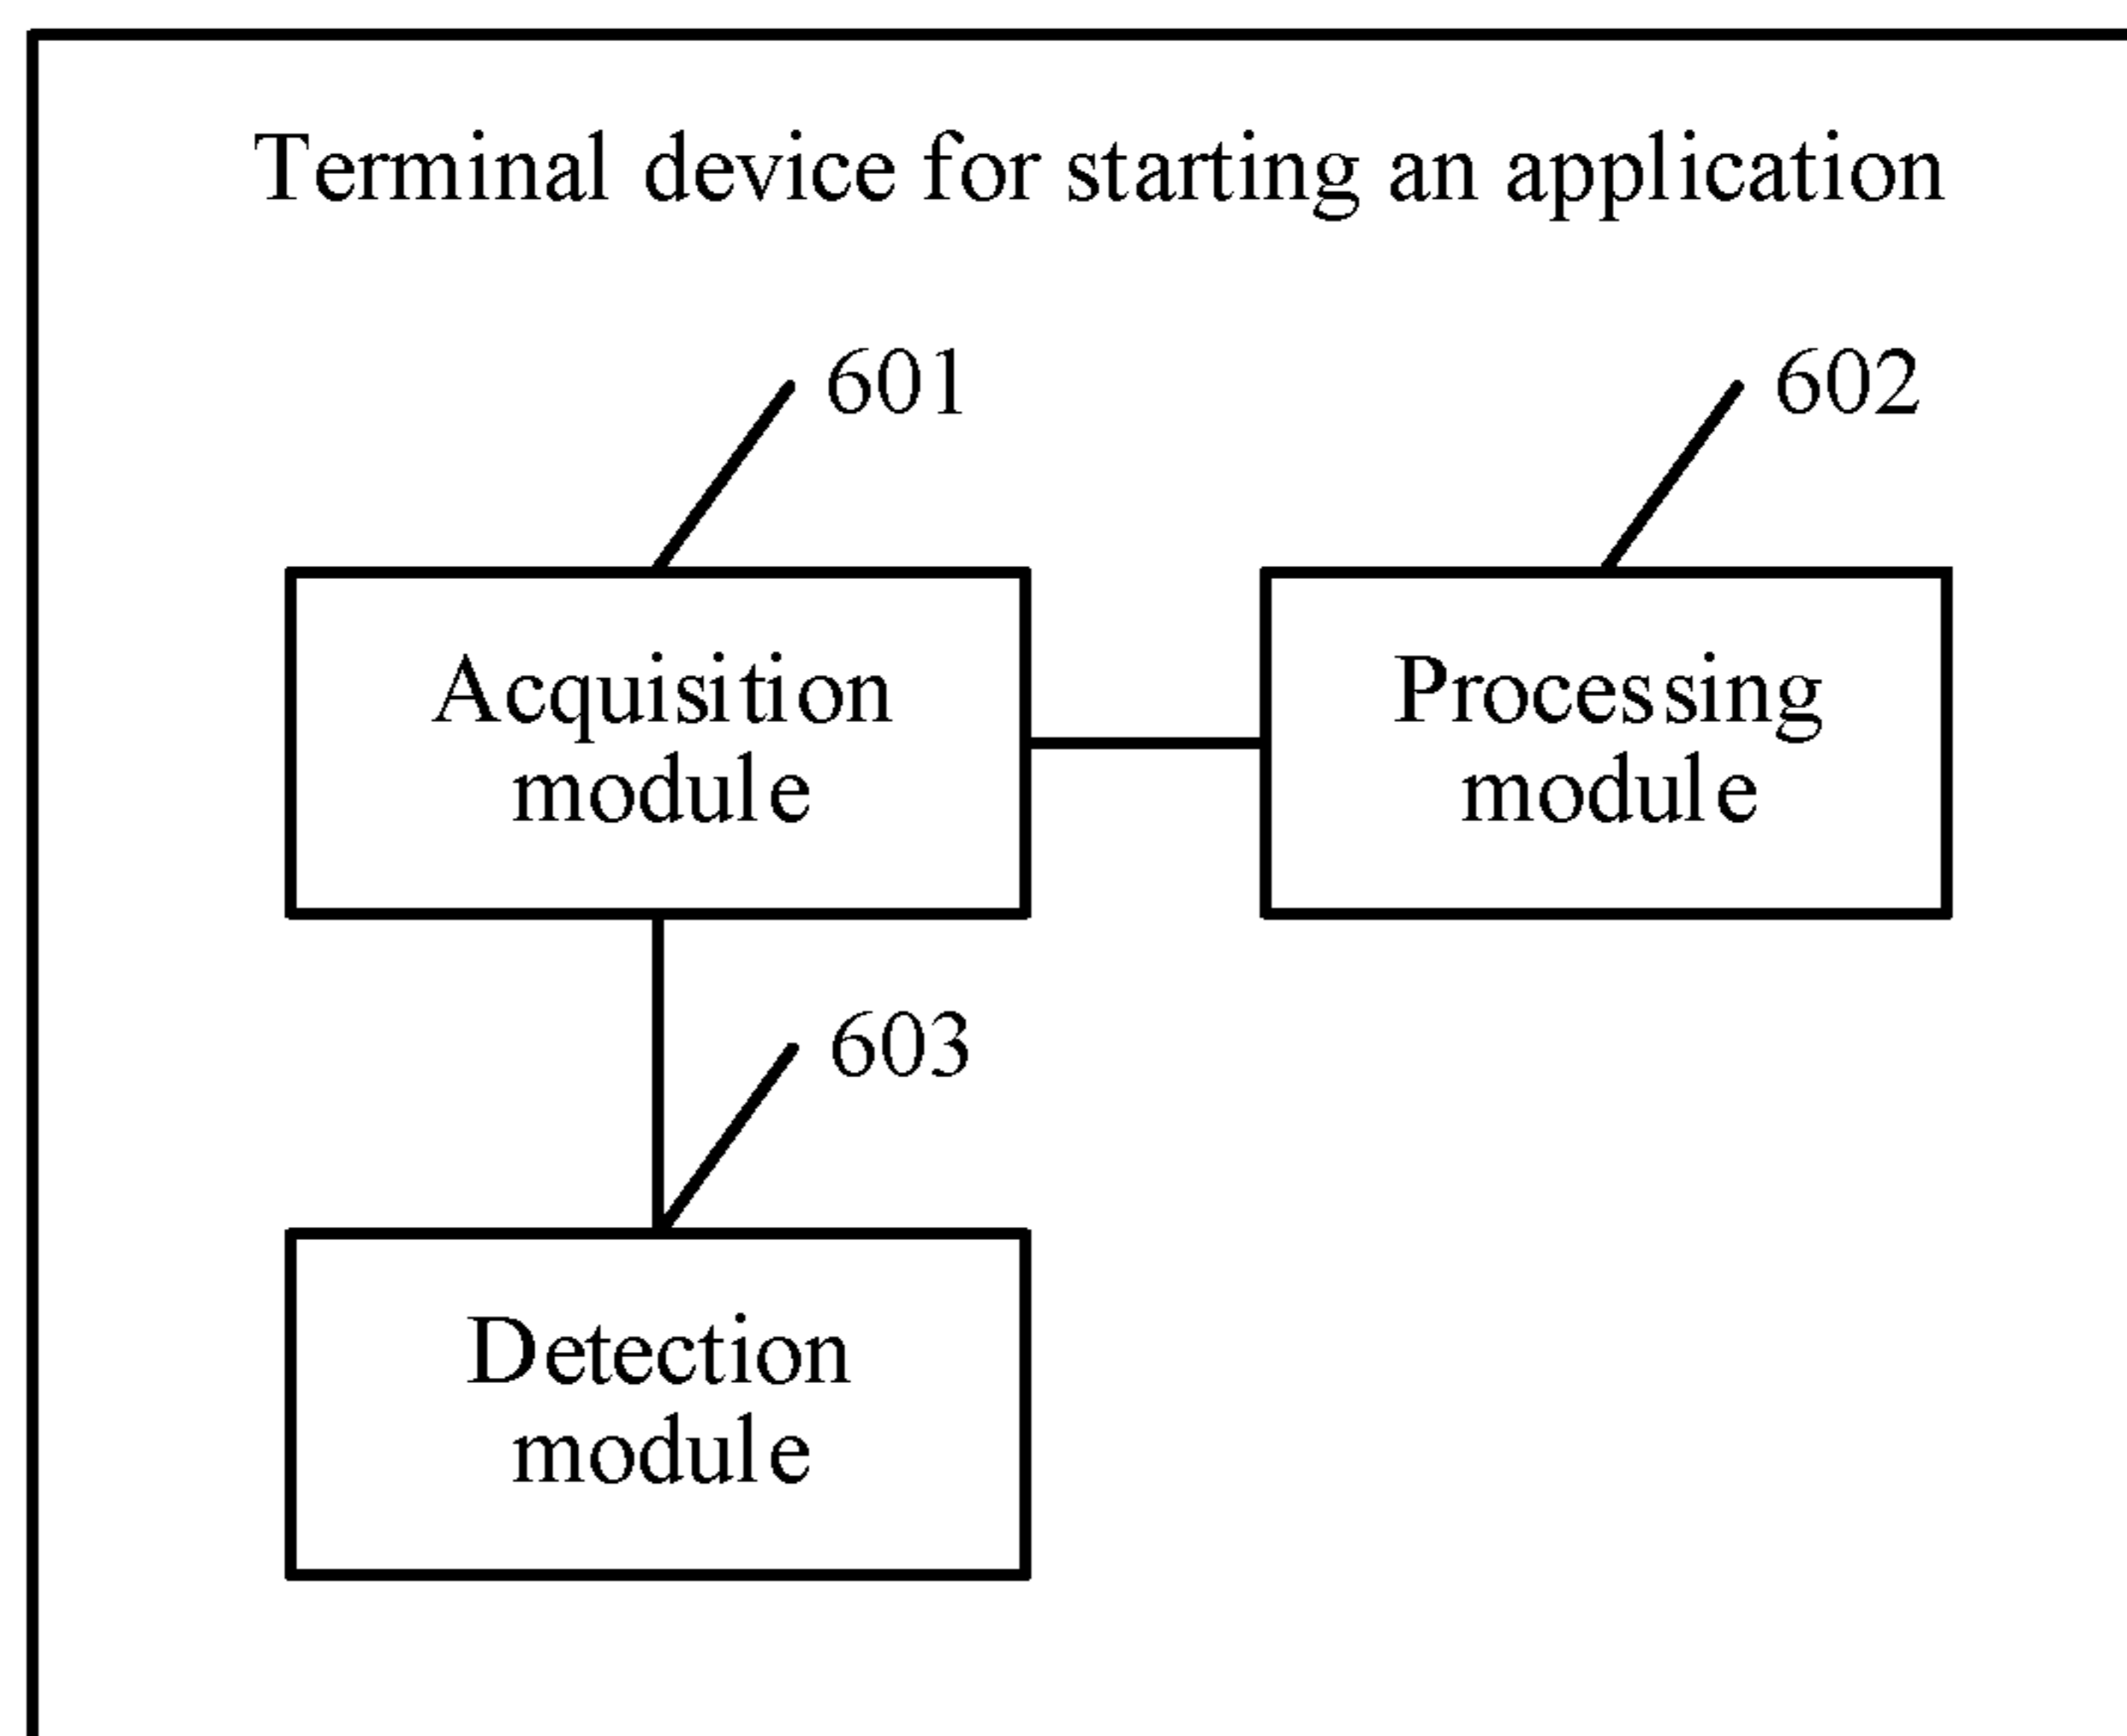 Terminal device for starting an application
601
602
Acquisition
module
Processing
module
603
Detection
module